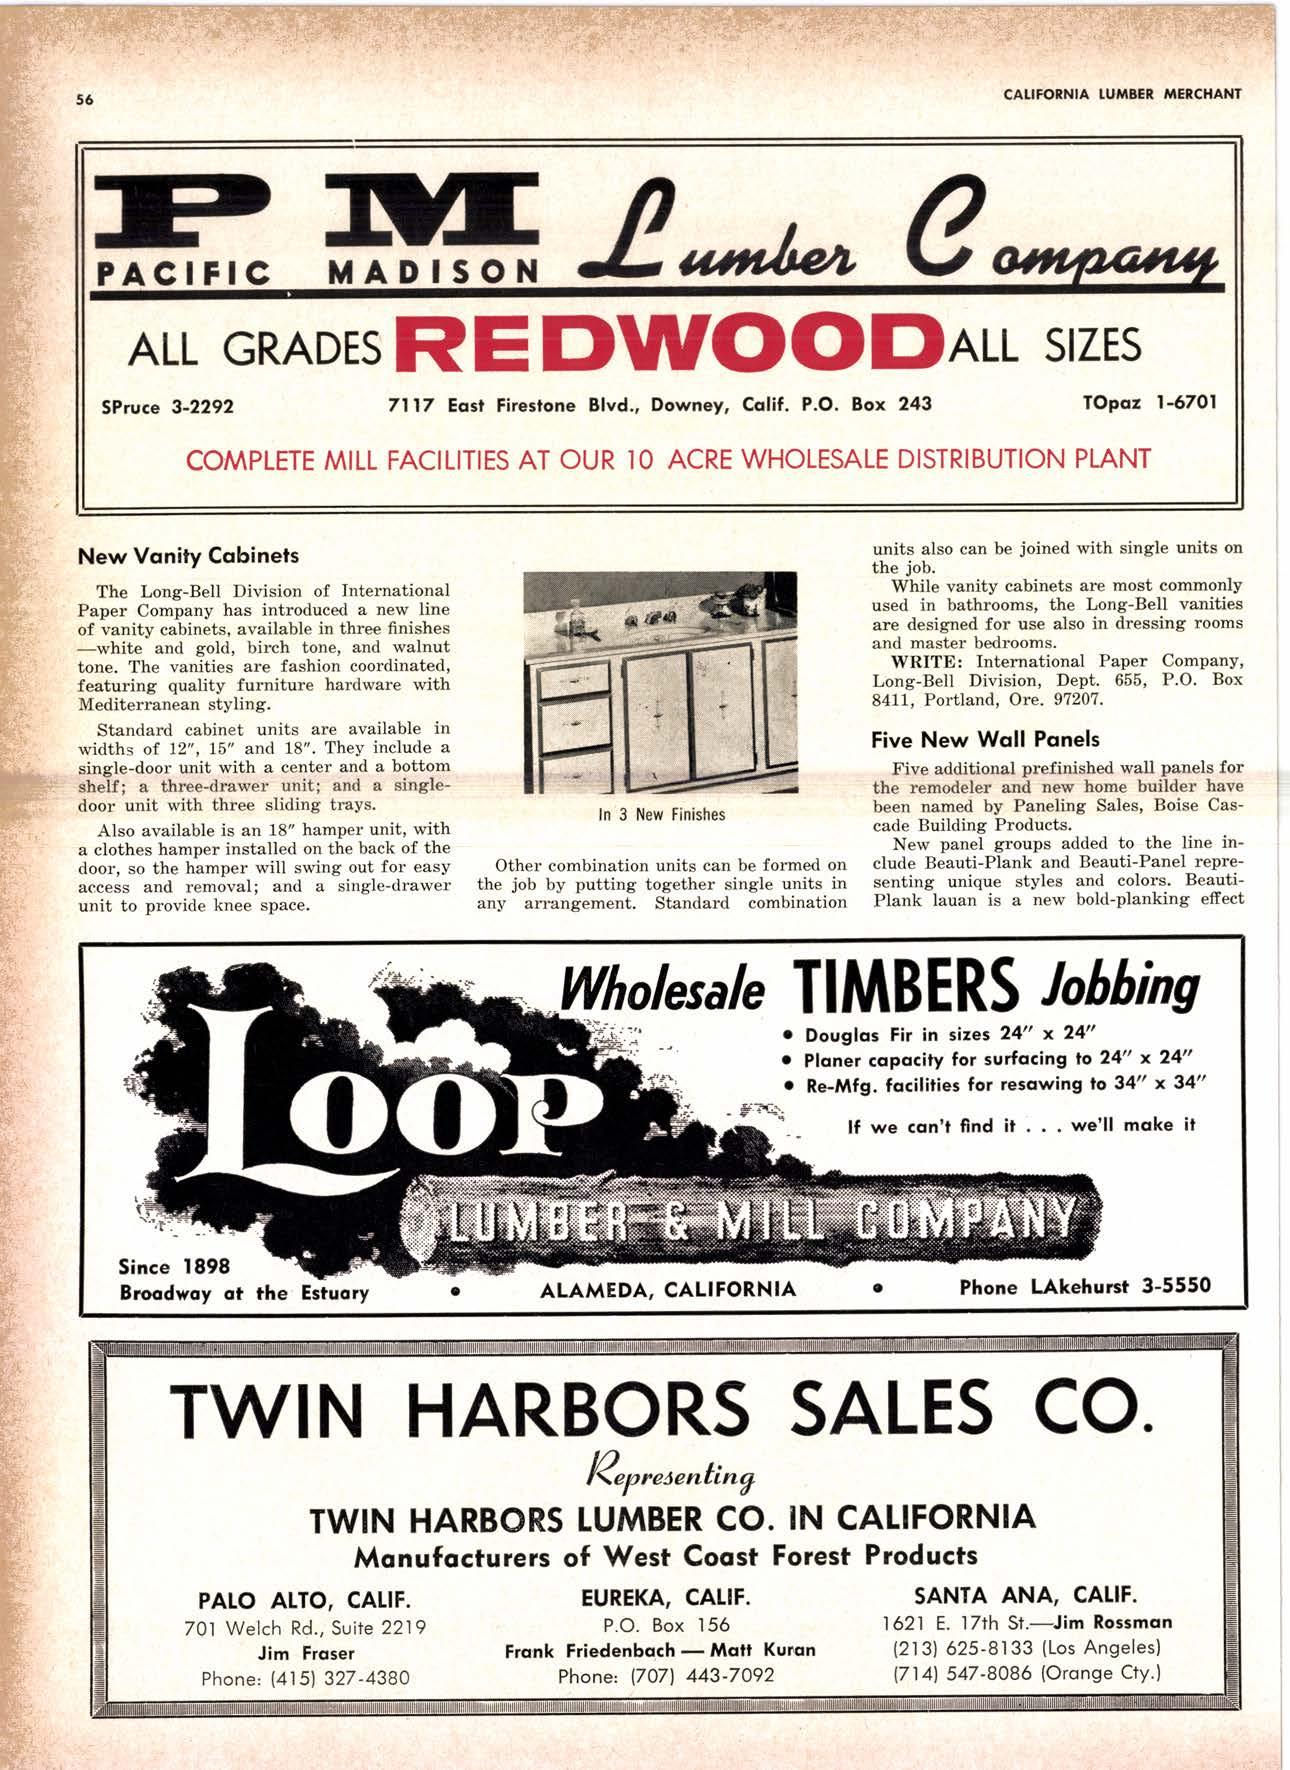 56
CALIFORNIA LUMBER MERCHANT
P M Lumber Company
PACIFIC MADISON
ALL GRADES REDWOOD ALL SIZES
SPruce 3-2292 7117 East Firestone Blvd., Downey, Calif. P.O. Box 243 TOpaz 1-6701
COMPLETE MILL FACILITIES AT OUR 10 ACRE WHOLESALE DISTRIBUTION PLANT
New Vanity Cabinets
The Long-Bell Division of International
Paper Company has introduced a new line
of vanity cabinets, available in three finishes
—white and gold, birch tone, and walnut
tone. The vanities are fashion coordinated,
featuring quality furniture hardware with
Mediterranean styling.
Standard cabinet units are available in
widths of 12″, 15″ and 18″. They include a
single-door unit with a center and a bottom
shelf; a three-drawer unit; and a single-
door unit with three sliding trays.
Also available is an 18″ hamper unit, with
a clothes hamper installed on the back of the
door, so the hamper will swing out for easy
access and removal; and a single-drawer
unit to provide knee space.
In 3 New Finishes
Other combination units can be formed on
the job by putting together single units in
any arrangement. Standard combination
units also can be joined with single units on
the job.
While vanity cabinets are most commonly
used in bathrooms, the Long-Bell vanities
are designed for use also in dressing rooms
and master bedrooms.
WRITE: International Paper Company,
Long-Bell Division, Dept. 655, P.O. Box
8411, Portland, Ore. 97207.
Five New Wall Panels
Five additional prefinished wall panels for
the remodeler and new home builder have
been named by Paneling Sales, Boise Cas-
cade Building Products.
New panel groups added to the line in-
clude Beauti-Plank and Beauti-Panel repre-
senting unique styles and colors. Beauti-
Plank lauan is a new bold-planking effect
Wholesale TIMBERS Jobbing
• Douglas Fir in sizes 24″ x 24″
• Planer capacity for surfacing to 24″ x 24″
• Re-Mfg. facilities for resawing to 34″ x 34″
If we can't find it . . . we'll make it
LOOP
LUMBER & MILL COMPANY
Since 1898
Broadway at the Estuary • ALAMEDA, CALIFORNIA • Phone LAkehurst 3-5550
TWIN HARBORS SALES CO.
Representing
TWIN HARBORS LUMBER CO. IN CALIFORNIA
Manufacturers of West Coast Forest Products
PALO ALTO, CALIF.
701 Welch Rd., Suite 2219
Jim Fraser
Phone: (415) 327-4380
EUREKA, CALIF.
P.O. Box 156
Frank Friedenbach — Matt Kuran
Phone: (707) 443-7092
SANTA ANA, CALIF.
1621 E. 17th St.—Jim Rossman
(213) 625-8133 (Los Angeles)
(714) 547-8086 (Orange Cty.)